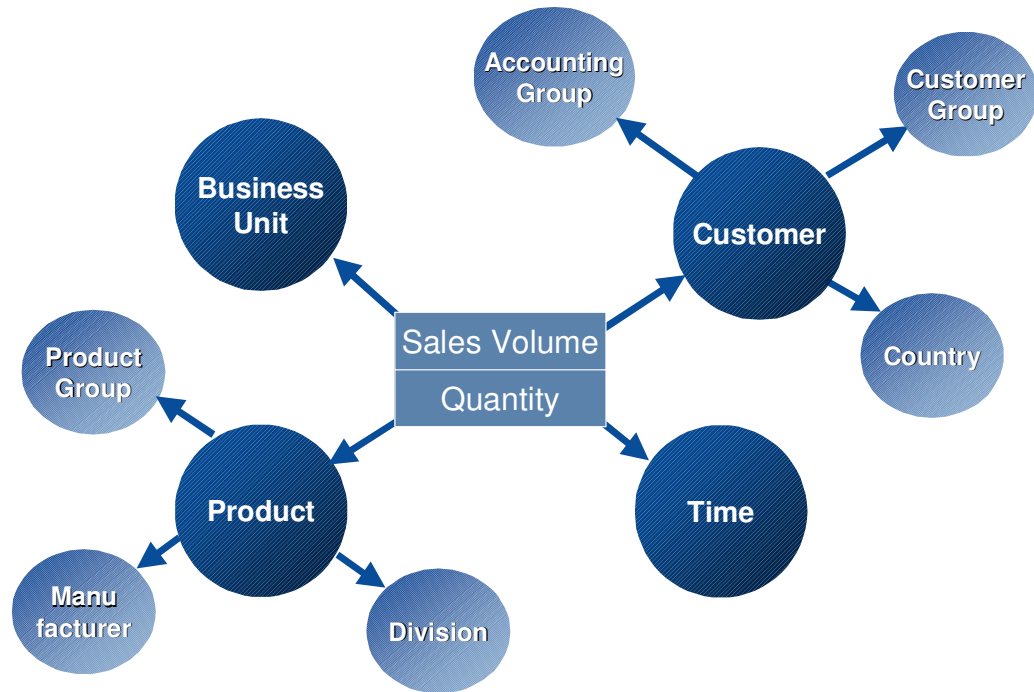 Accounting
Group
Customer
Group
Business
Unit
Customer
Sales Volume
Quantity
Product
Group
Country
Product
Time
Manu
facturer
Division